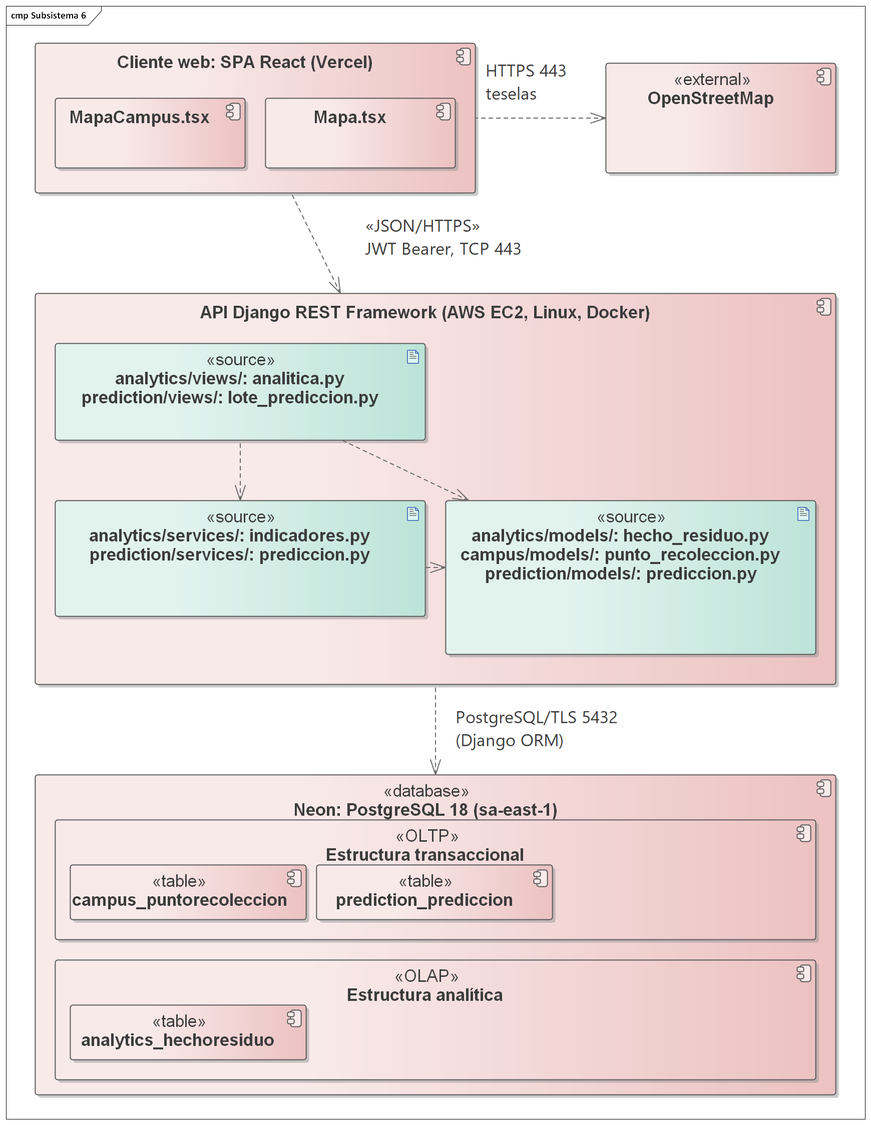 cmp Subsistema 6
Cliente web: SPA React (Vercel)
MapaCampus.tsx
Mapa.tsx
HTTPS 443
teselas
«external»
OpenStreetMap
«JSON/HTTPS»
JWT Bearer, TCP 443
API Django REST Framework (AWS EC2, Linux, Docker)
«source»
analytics/views/: analitica.py
prediction/views/: lote_prediccion.py
«source»
analytics/services/: indicadores.py
prediction/services/: prediccion.py
«source»
analytics/models/: hecho_residuo.py
campus/models/: punto_recoleccion.py
prediction/models/: prediccion.py
PostgreSQL/TLS 5432
(Django ORM)
«database»
Neon: PostgreSQL 18 (sa-east-1)
«OLTP»
Estructura transaccional
«table»
campus_puntorecoleccion
«table»
prediction_prediccion
«OLAP»
Estructura analítica
«table»
analytics_hechoresiduo